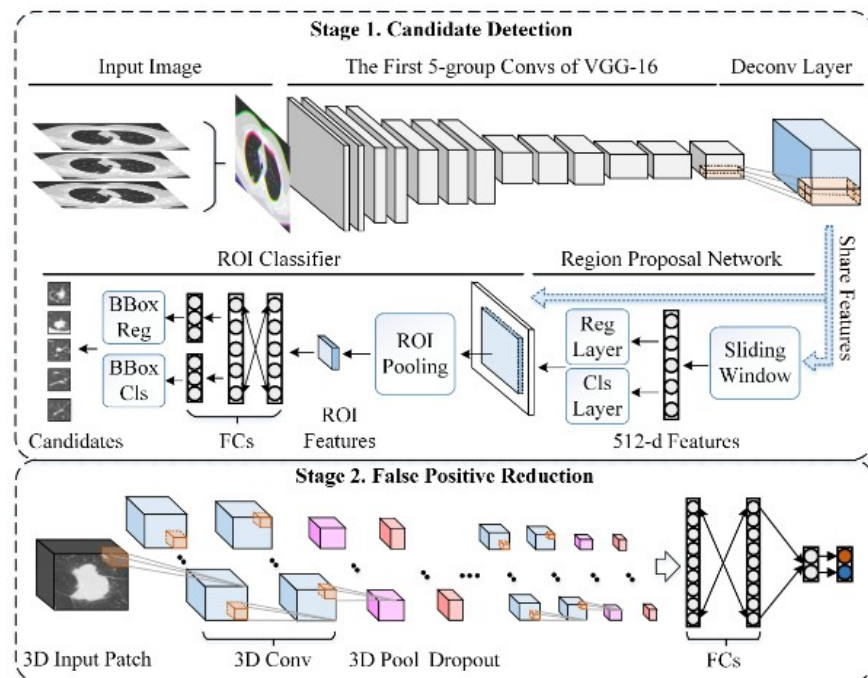 Stage 1. Candidate Detection
Input Image
The First 5-group Convs of VGG-16
Deconv Layer
Share Features
ROI Classifier
Region Proposal Network
BBox
Reg
BBox
Cls
ROI
Pooling
Reg
Layer
Cls
Layer
Sliding
Window
Candidates
FCs
ROI
Features
512-d Features
Stage 2. False Positive Reduction
3D Input Patch
3D Conv
3D Pool
Dropout
FCs